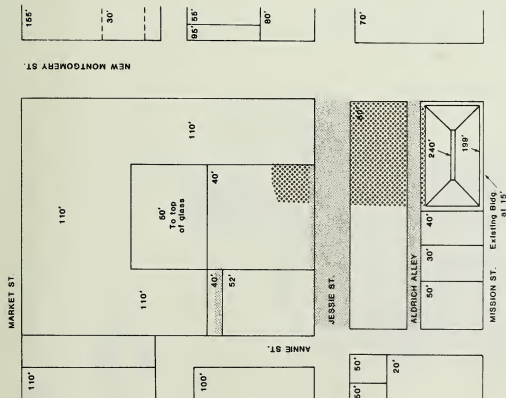 155'
30'
95'
55'
80'
70'
NEW MONTGOMERY ST.
MARKET ST.
110'
110'
110'
50'
To top
of glass
40'
40'
52'
JESSIE ST.
ALDRICH ALLEY
MISSION ST.
240'
199'
Existing Bldg.
at 15'
40'
30'
50'
ANNIE ST.
110'
100'
50'
50'
20'